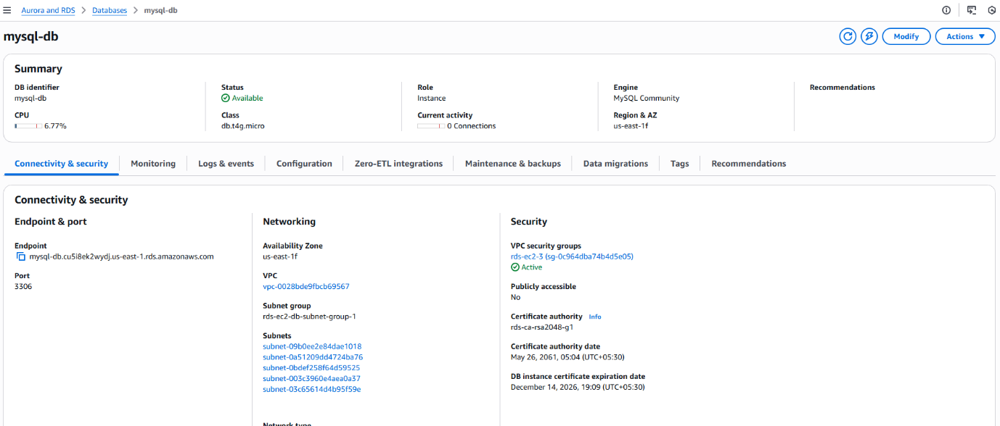 Aurora and RDS > Databases > mysql-db
mysql-db
Modify
Actions
Summary
DB identifier
mysql-db
CPU
6.77%
Status
Available
Class
db.t4g.micro
Role
Instance
Current activity
0 Connections
Engine
MySQL Community
Region & AZ
us-east-1f
Recommendations
Connectivity & security
Monitoring
Logs & events
Configuration
Zero-ETL integrations
Maintenance & backups
Data migrations
Tags
Recommendations
Connectivity & security
Endpoint & port
Endpoint
mysql-db.cu5i8ek2wydj.us-east-1.rds.amazonaws.com
Port
3306
Networking
Availability Zone
us-east-1f
VPC
vpc-0028bde9fbcb69567
Subnet group
rds-ec2-db-subnet-group-1
Subnets
subnet-09b0ee2e84dae1018
subnet-0a51209dd4724ba76
subnet-0bdef258f64d59525
subnet-003c3960e4aea0a37
subnet-03c65614d4b95f59e
Network type
Security
VPC security groups
rds-ec2-3 (sg-0c964dba74b4d5e05)
Active
Publicly accessible
No
Certificate authority Info
rds-ca-rsa2048-g1
Certificate authority date
May 26, 2061, 05:04 (UTC+05:30)
DB instance certificate expiration date
December 14, 2026, 19:09 (UTC+05:30)